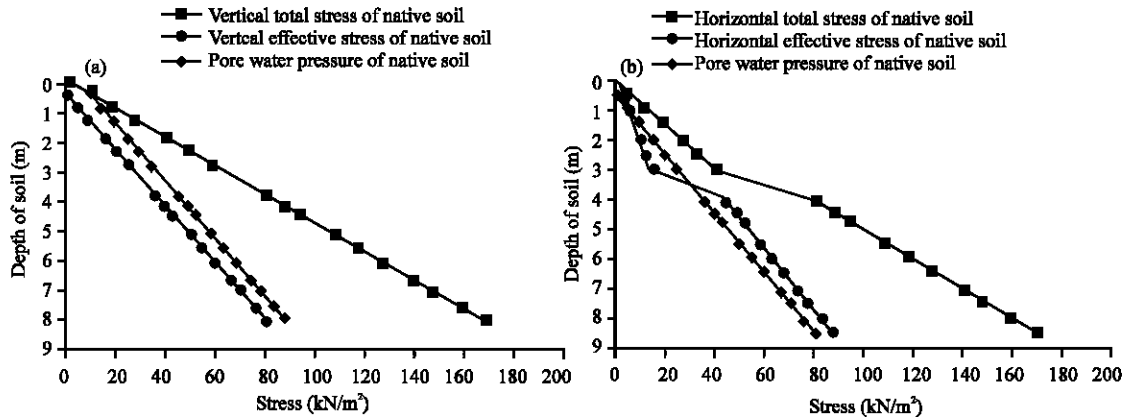 Vertical total stress of native soil
Vertcal effective stress of native soil
Pore water pressure of native soil
(a)
0
1
2
3
4
5
6
7
8
9
Depth of soil (m)
0 20 40 60 80 100 120 140 160 180 200
Stress (kN/m²)
Horizontal total stress of native soil
Horizontal effective stress of native soil
Pore water pressure of native soil
(b)
0
1
2
3
4
5
6
7
8
9
Depth of soil (m)
0 20 40 60 80 100 120 140 160 180 200
Stress (kN/m²)